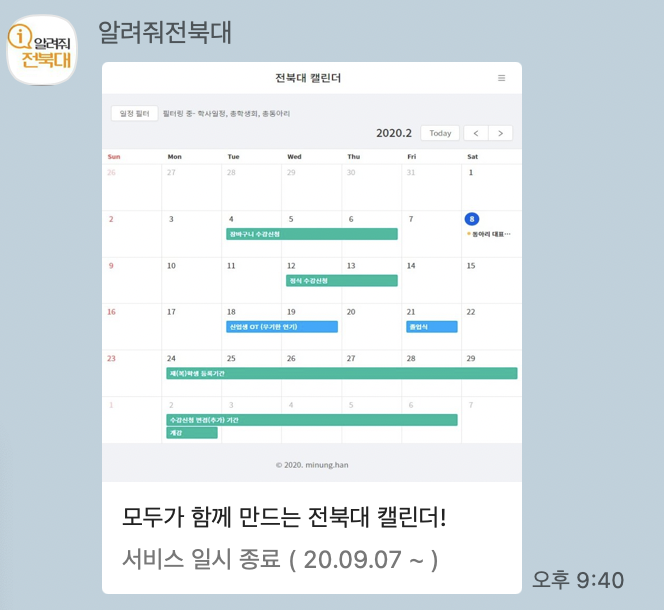 알려줘
전북대
알려줘전북대
전북대 캘린더
일정 필터 필터링 중- 학사일정, 총학생회, 총동아리
2020.2 Today < >
Sun Mon Tue Wed Thu Fri Sat
26 27 28 29 30 31 1
2 3 4 5 6 7 8
장바구니 수강신청 동아리 대표…
9 10 11 12 13 14 15
정식 수강신청
16 17 18 19 20 21 22
신입생 OT (무기한 연기) 졸업식
23 24 25 26 27 28 29
재(복)학생 등록기간
1 2 3 4 5 6 7
수강신청 변경(추가) 기간
개강
© 2020. minung.han
모두가 함께 만드는 전북대 캘린더!
서비스 일시 종료 ( 20.09.07 ~ )
오후 9:40